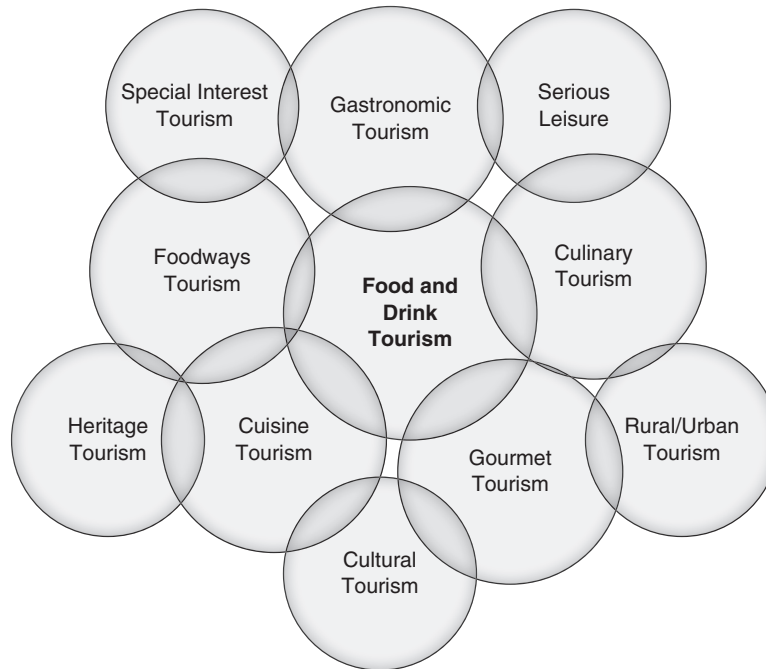 Special Interest
Tourism
Gastronomic
Tourism
Serious
Leisure
Foodways
Tourism
Food and
Drink
Tourism
Culinary
Tourism
Heritage
Tourism
Cuisine
Tourism
Gourmet
Tourism
Rural/Urban
Tourism
Cultural
Tourism